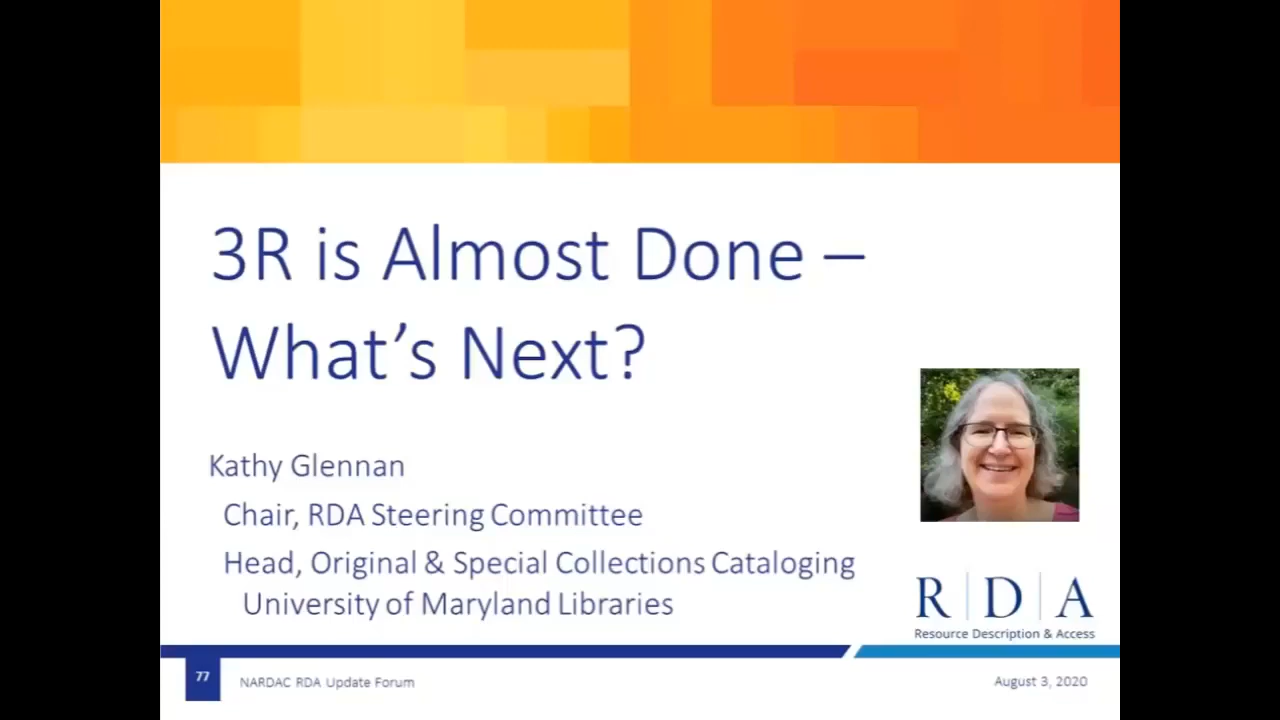 3R is Almost Done –
What's Next?
Kathy Glennan
Chair, RDA Steering Committee
Head, Original & Special Collections Cataloging
University of Maryland Libraries
R|D|A
Resource Description & Access
77
NARDAC RDA Update Forum
August 3, 2020